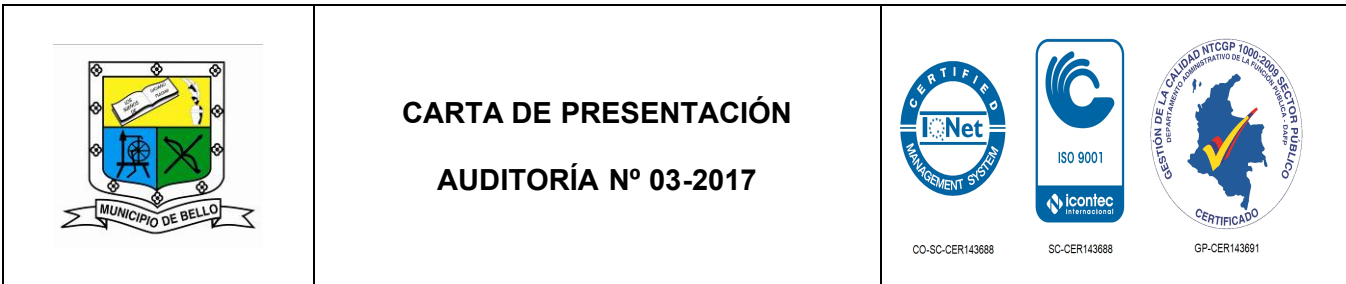 MUNICIPIO DE BELLO
CARTA DE PRESENTACIÓN
AUDITORÍA Nº 03-2017
CERTIFIED
IQNet
MANAGEMENT SYSTEM
CO-SC-CER143688
ISO 9001
icontec
internacional
SC-CER143688
GESTIÓN DE LA CALIDAD NTCGP 1000:2009 SECTOR PÚBLICO
DEPARTAMENTO ADMINISTRATIVO DE LA FUNCIÓN PÚBLICA - DAFP
CERTIFICADO
GP-CER143691